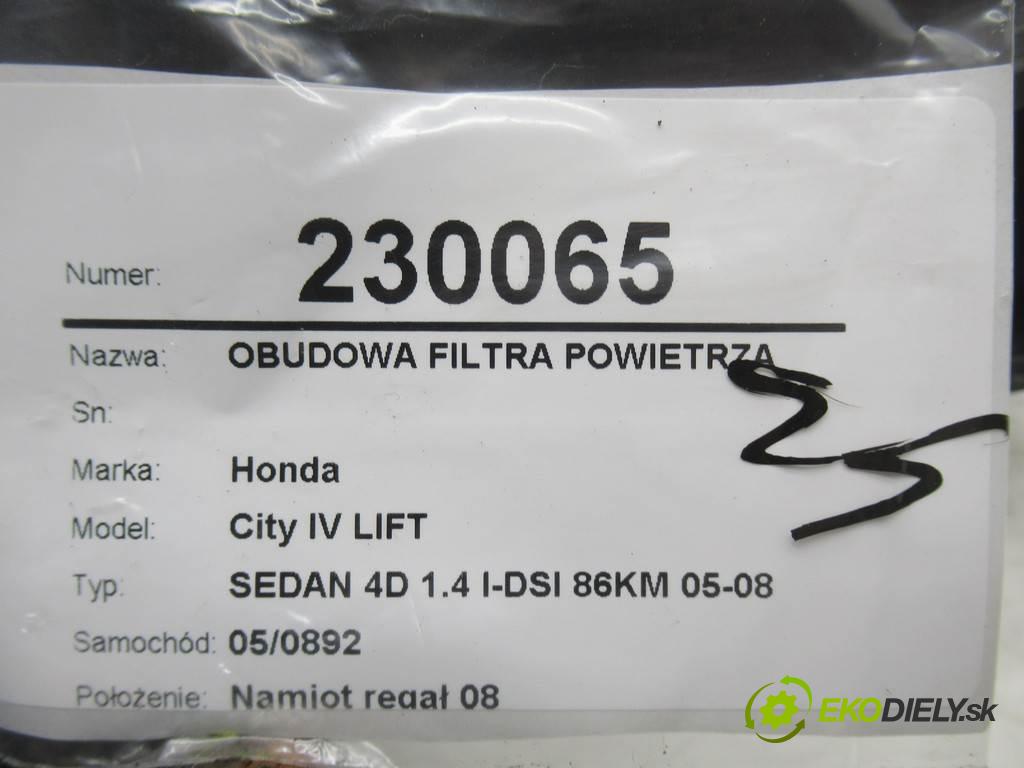 Numer: 230065
Nazwa: OBUDOWA FILTRA POWIETRZA
Sn:
Marka: Honda
Model: City IV LIFT
Typ: SEDAN 4D 1.4 I-DSI 86KM 05-08
Samochód: 05/0892
Położenie: Namiot regał 08
25
EKODIELY.sk